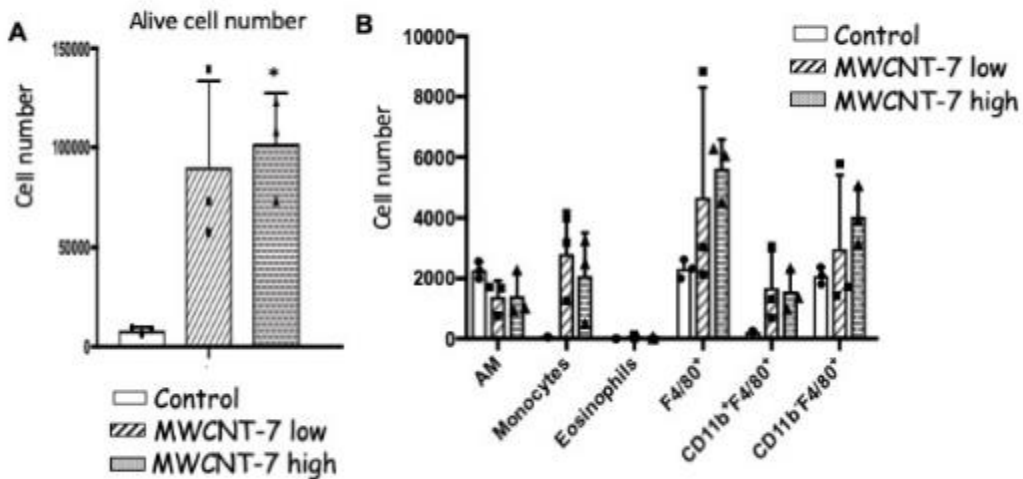 A
Alive cell number
Cell number
150000
100000
50000
0
*
Control
MWCNT-7 low
MWCNT-7 high
B
Control
MWCNT-7 low
MWCNT-7 high
Cell number
10000
8000
6000
4000
2000
0
AM
Monocytes
Eosinophils
F4/80⁺
CD11b⁺F4/80⁺
CD11b⁻F4/80⁺